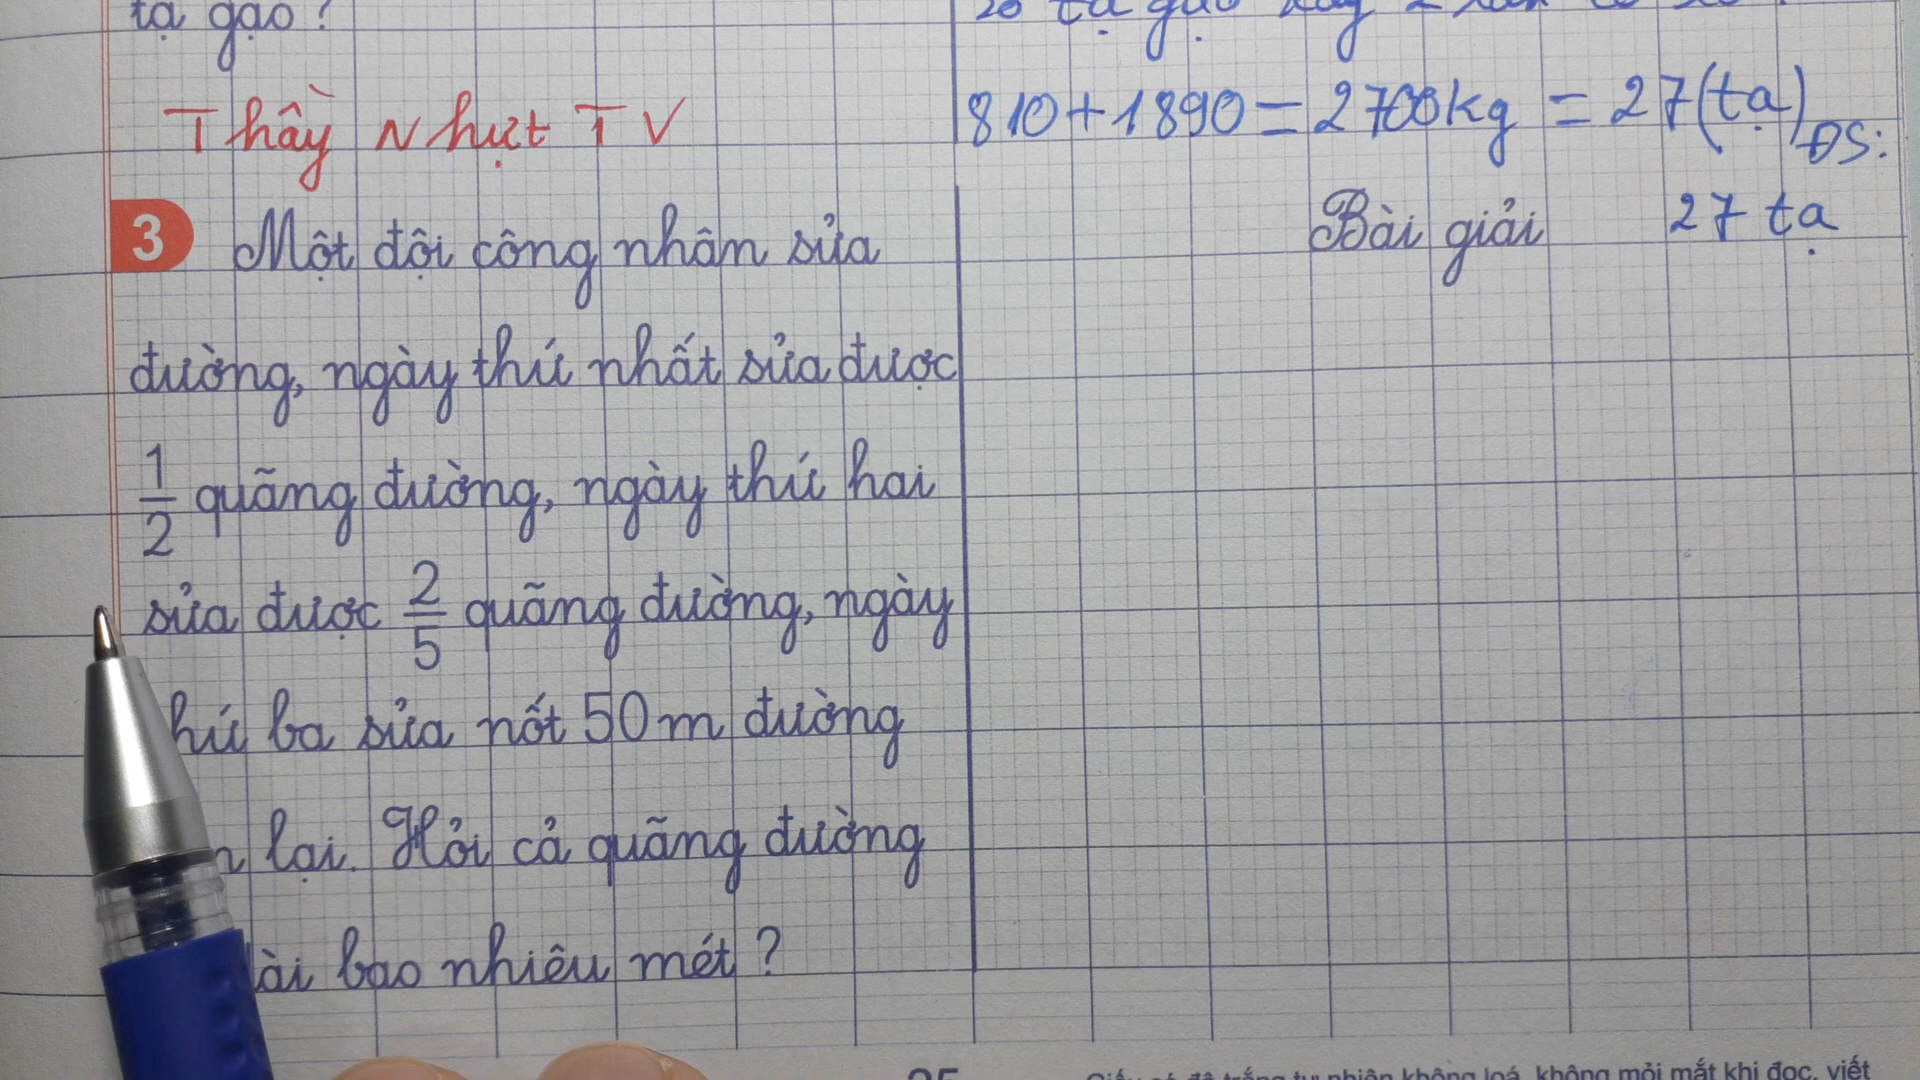 tạ gạo?
810 + 1890 = 2700kg = 27 (tạ)
ĐS:
27 tạ
Thầy Nhựt TV
3 Một đội công nhân sửa
đường, ngày thứ nhất sửa được
1/2 quãng đường, ngày thứ hai
sửa được 2/5 quãng đường, ngày
hứ ba sửa nốt 50m đường
n lại. Hỏi cả quãng đường
ài bao nhiêu mét?
Bài giải